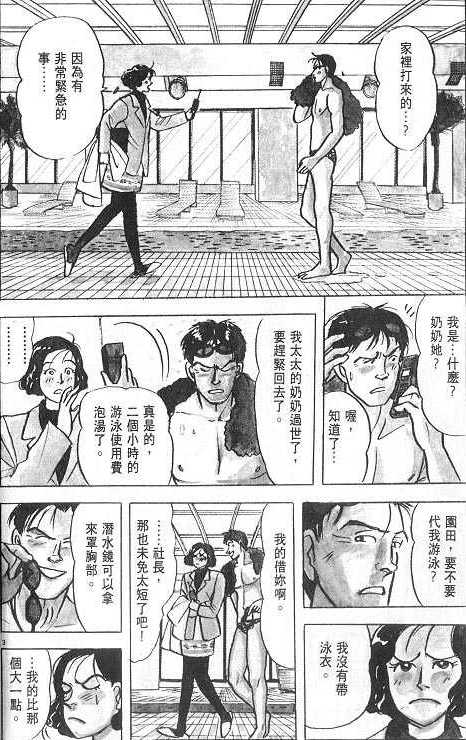 家裡打來的…?
因為有
非常緊急的
事……
我是…什麼?
奶奶她?
喔,
知道了…
我太太的奶奶過世了,
要趕緊回去了。
真是的,
二個小時的
游泳使用費
泡湯了。
園田,要不要
代我游泳?
我沒有帶
泳衣。
我的借妳啊。
……社長,
那也未免太短了吧!
潛水鏡可以拿
來罩胸部。
…我的比那
個大一點。
3